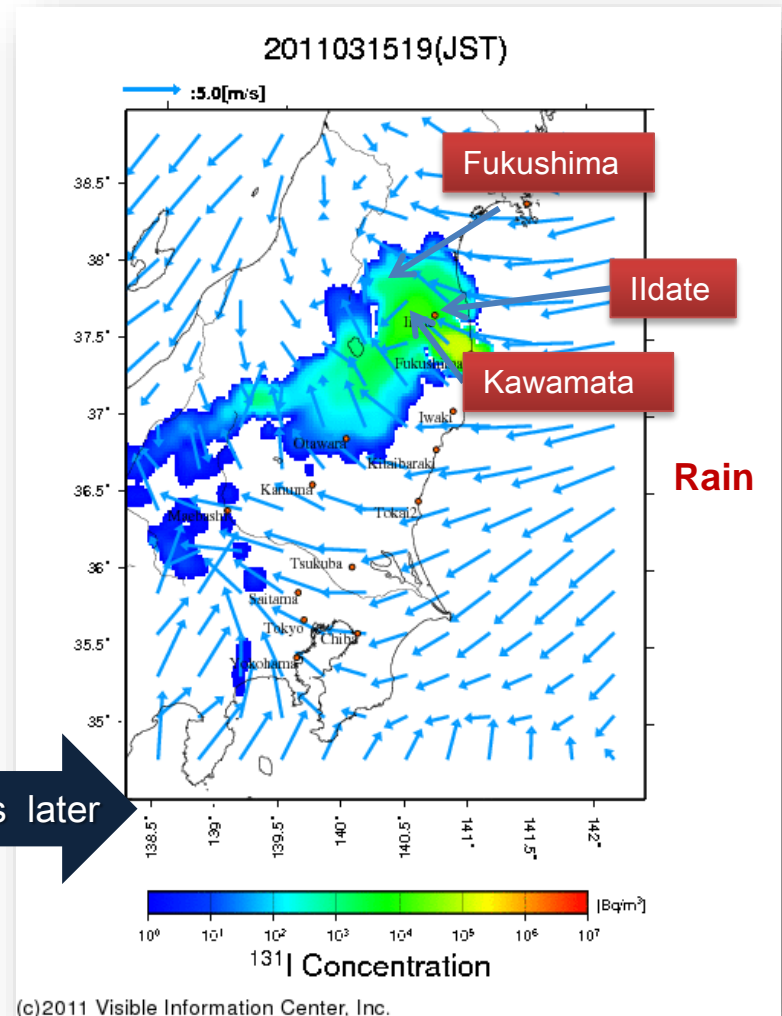 2011031519(JST)
:5.0[m/s]
Fukushima
IIdate
Kawamata
Rain
38.5°
38°
37.5°
37°
36.5°
36°
35.5°
35°
Fukushima
Iwaki
Otawara
Kitaibaraki
Kanuma
Tokai2
Maebashi
Tsukuba
Saitama
Tokyo
Chiba
Yokohama
s later
138.5°
139°
139.5°
140°
140.5°
141°
141.5°
142°
[Bq/m³]
10⁰ 10¹ 10² 10³ 10⁴ 10⁵ 10⁶ 10⁷
¹³¹I Concentration
(c)2011 Visible Information Center, Inc.